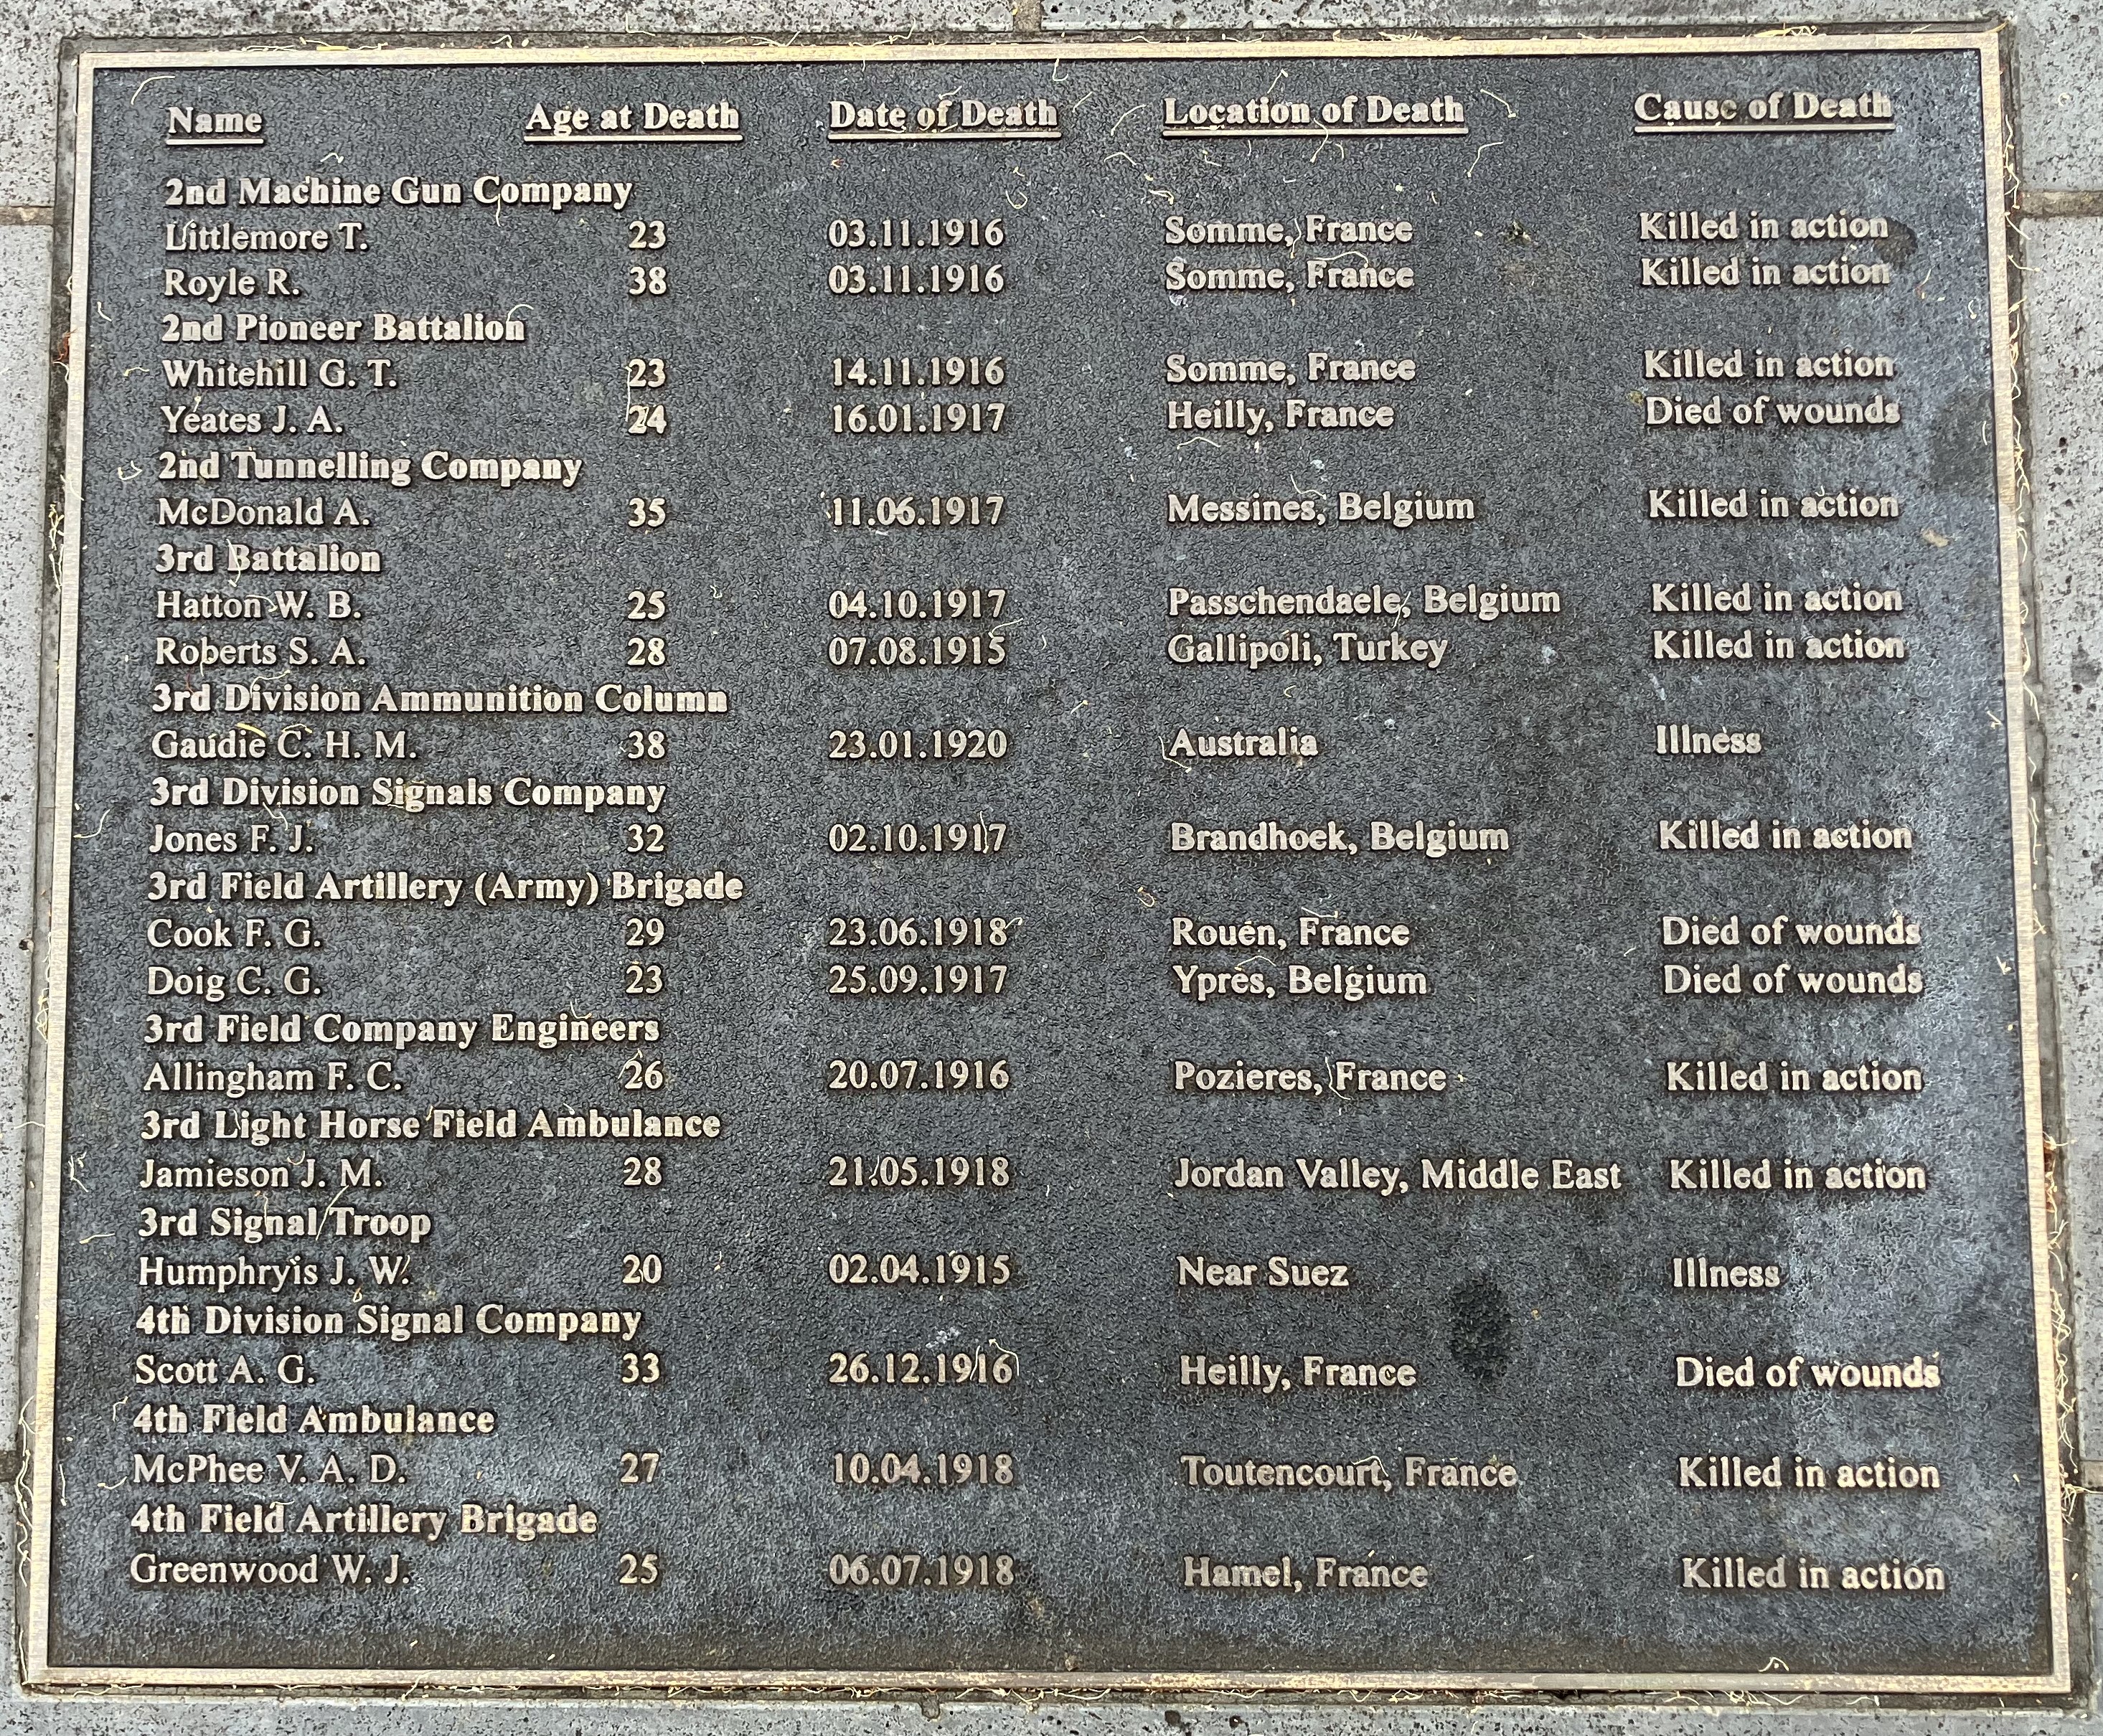 Name Age at Death Date of Death Location of Death Cause of Death
2nd Machine Gun Company
Littlemore T. 23 03.11.1916 Somme, France Killed in action
Royle R. 38 03.11.1916 Somme, France Killed in action
2nd Pioneer Battalion
Whitehill G. T. 23 14.11.1916 Somme, France Killed in action
Yeates J. A. 24 16.01.1917 Heilly, France Died of wounds
2nd Tunnelling Company
McDonald A. 35 11.06.1917 Messines, Belgium Killed in action
3rd Battalion
Hatton W. B. 25 04.10.1917 Passchendaele, Belgium Killed in action
Roberts S. A. 28 07.08.1915 Gallipoli, Turkey Killed in action
3rd Division Ammunition Column
Gaudie C. H. M. 38 23.01.1920 Australia Illness
3rd Division Signals Company
Jones F. J. 32 02.10.1917 Brandhoek, Belgium Killed in action
3rd Field Artillery (Army) Brigade
Cook F. G. 29 23.06.1918 Rouen, France Died of wounds
Doig C. G. 23 25.09.1917 Ypres, Belgium Died of wounds
3rd Field Company Engineers
Allingham F. C. 26 20.07.1916 Pozieres, France Killed in action
3rd Light Horse Field Ambulance
Jamieson J. M. 28 21.05.1918 Jordan Valley, Middle East Killed in action
3rd Signal Troop
Humphryis J. W. 20 02.04.1915 Near Suez Illness
4th Division Signal Company
Scott A. G. 33 26.12.1916 Heilly, France Died of wounds
4th Field Ambulance
McPhee V. A. D. 27 10.04.1918 Toutencourt, France Killed in action
4th Field Artillery Brigade
Greenwood W. J. 25 06.07.1918 Hamel, France Killed in action